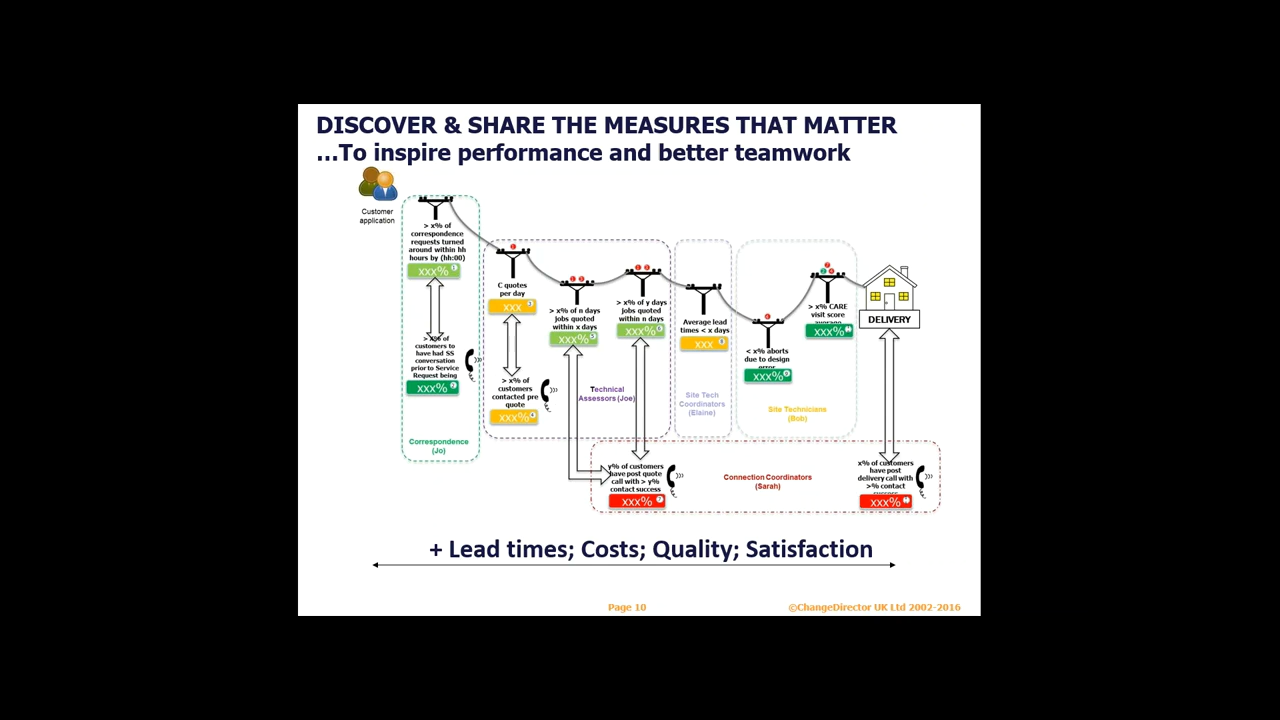 DISCOVER & SHARE THE MEASURES THAT MATTER
...To inspire performance and better teamwork
Customer
application
> x% of
correspondence
requests turned
around within hh
hours by (hh:00)
xxx%
> x% of
customers to
have had SS
conversation
prior to Service
Request being
xxx%
Correspondence
(Jo)
C quotes
per day
xxx
> x% of
customers
contacted pre
quote
xxx%
> x% of n days
jobs quoted
within x days
xxx%
> x% of y days
jobs quoted
within n days
xxx%
Technical
Assessors (Joe)
Average lead
times < x days
xxx
Site Tech
Coordinators
(Elaine)
< x% aborts
due to design
error
xxx%
> x% CARE
visit score
average
xxx%
Site Technicians
(Bob)
DELIVERY
y% of customers
have post quote
call with > y%
contact success
xxx%
Connection Coordinators
(Sarah)
x% of customers
have post
delivery call with
>% contact
success
xxx%
+ Lead times; Costs; Quality; Satisfaction
Page 10
©ChangeDirector UK Ltd 2002-2016